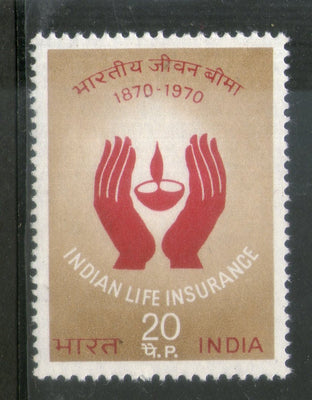 भारतीय जीवन बीमा
1870-1970
INDIAN LIFE INSURANCE
20
पै. P.
भारत INDIA